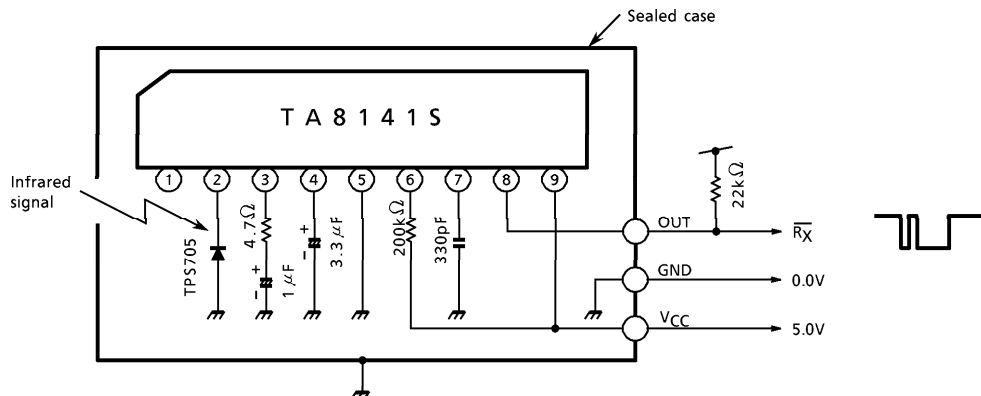 Sealed case
TA8141S
1 2 3 4 5 6 7 8 9
Infrared
signal
TPS705
4.7Ω
1μF
3.3μF
200kΩ
330pF
22kΩ
OUT
R̅X̅
GND
0.0V
VCC
5.0V
+
-
+
-